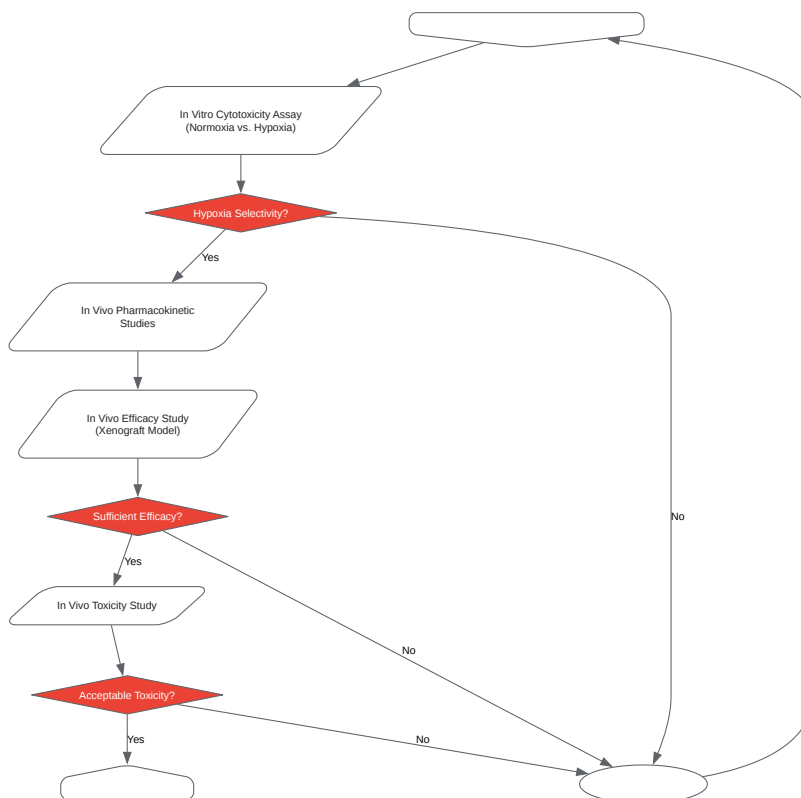 In Vitro Cytotoxicity Assay
(Normoxia vs. Hypoxia)
Hypoxia Selectivity?
Yes
In Vivo Pharmacokinetic
Studies
In Vivo Efficacy Study
(Xenograft Model)
Sufficient Efficacy?
No
Yes
In Vivo Toxicity Study
No
Acceptable Toxicity?
Yes
No